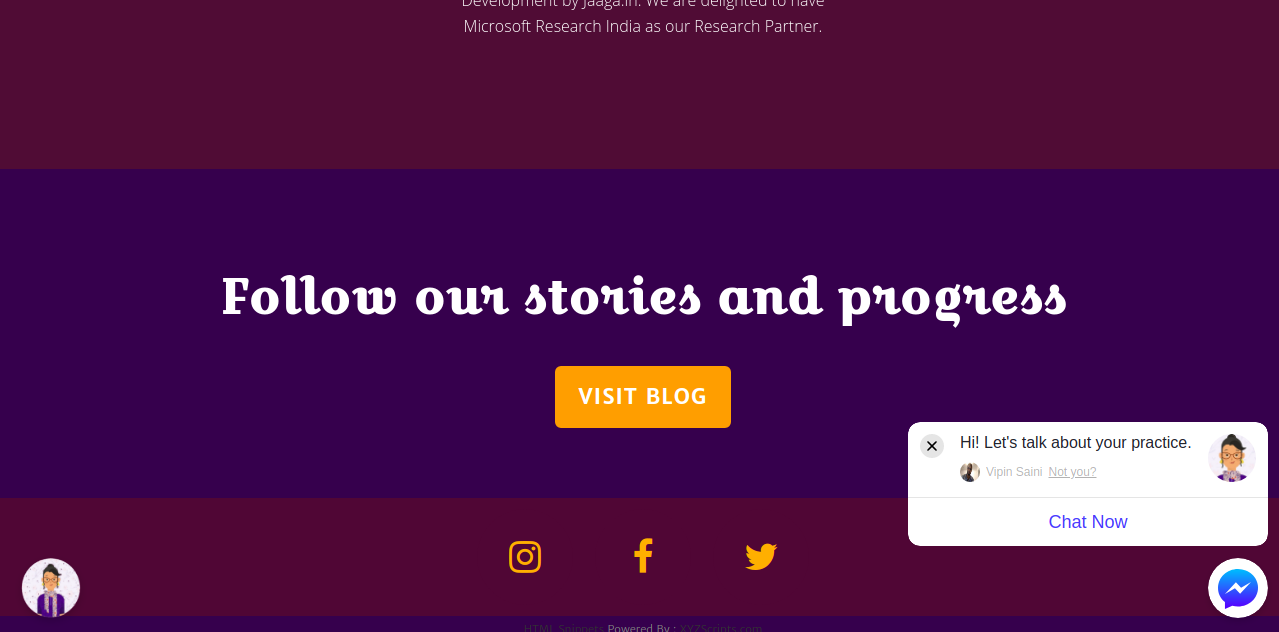 Development by Jaaga.in. We are delighted to have
Microsoft Research India as our Research Partner.
Follow our stories and progress
VISIT BLOG
Hi! Let's talk about your practice.
Vipin Saini Not you?
Chat Now
HTML Snippets Powered By : XYZScripts.com